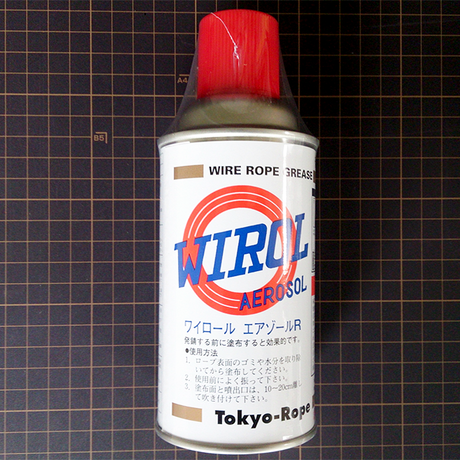 A4
B5
WIRE ROPE GREASE
WIROL
AEROSOL
ワイロール エアゾールR
発錆する前に塗布すると効果的です。
●使用方法
1. ロープ表面のゴミや水分を取り除
いてから塗布してください。
2. 使用前によく振って下さい。
3. 塗布面と噴出口は、10〜20cm離し
て吹き付けて下さい。
Tokyo-Rope